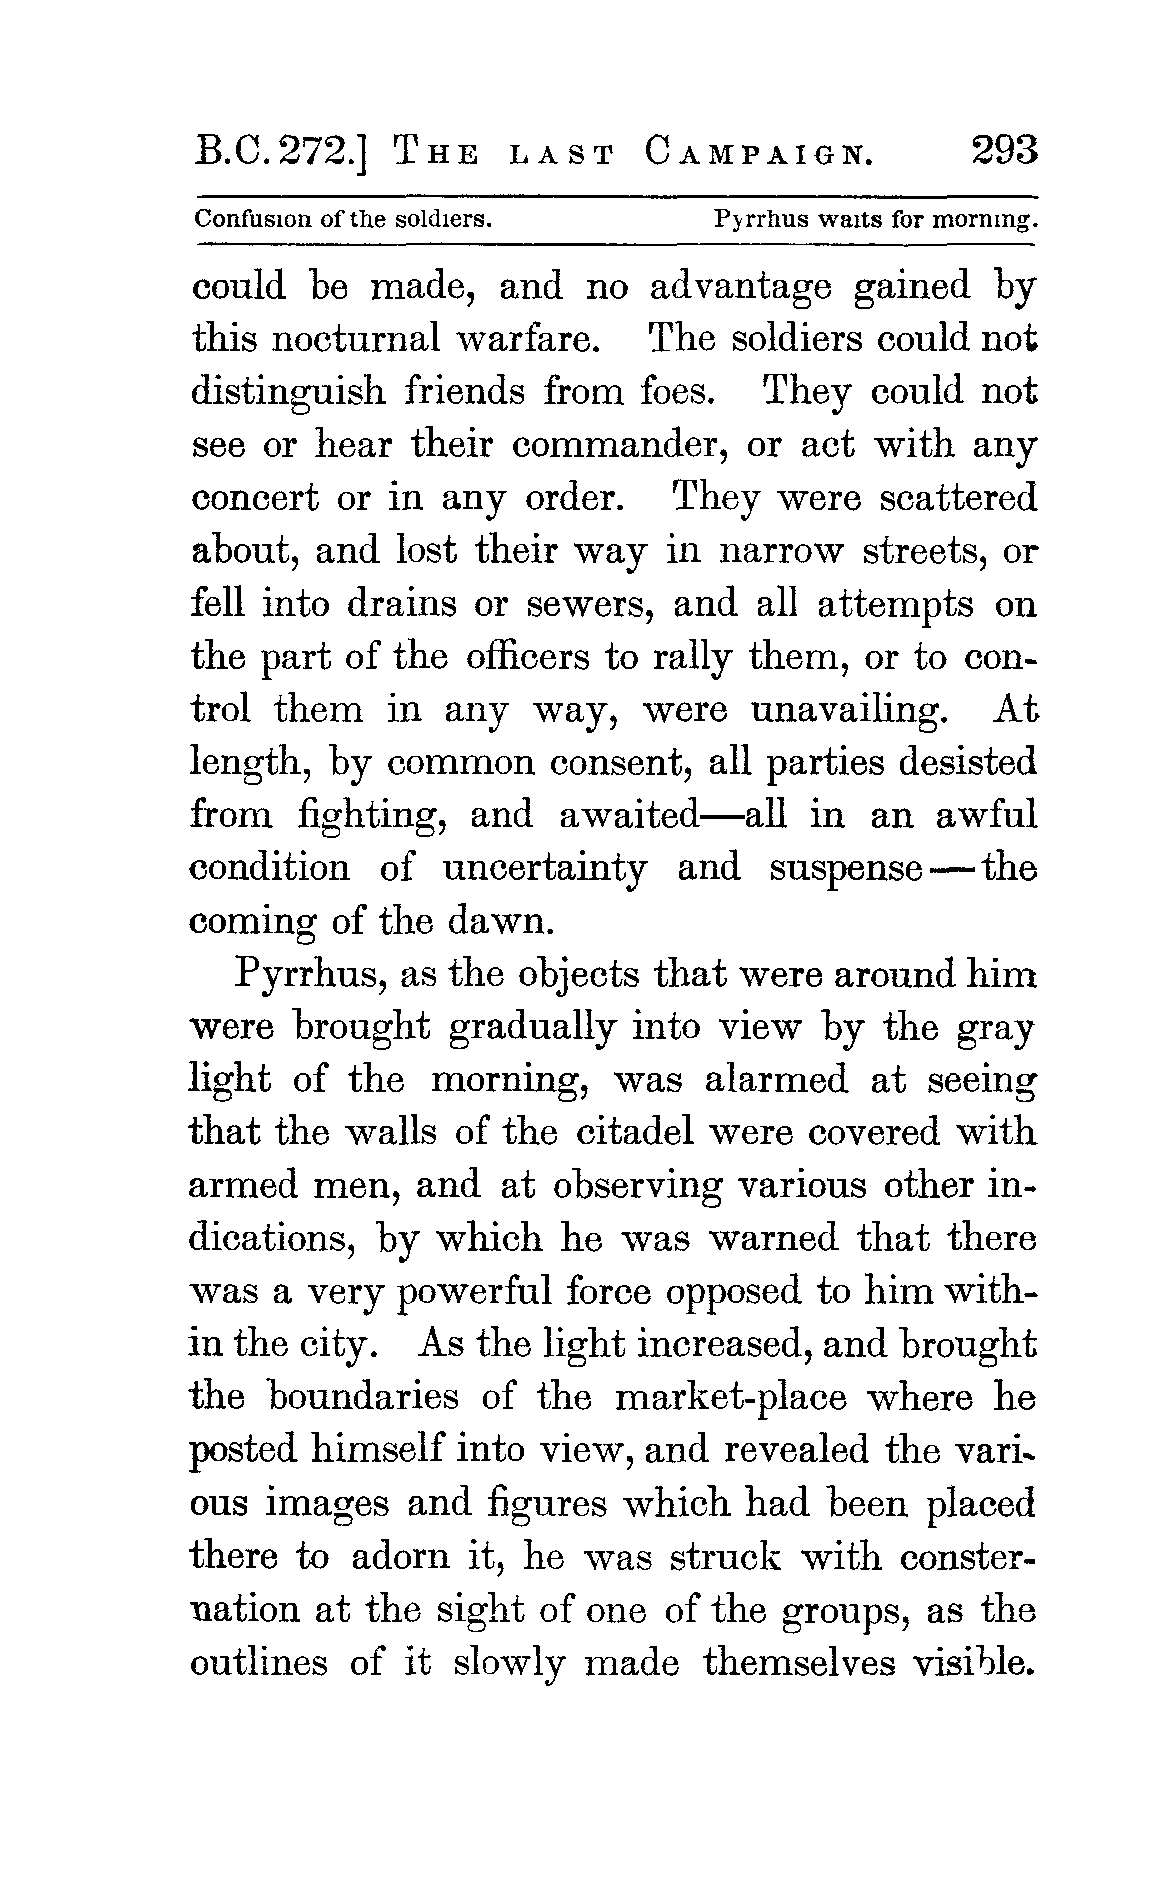 B.C. 272.] THE LAST CAMPAIGN. 293
Confusion of the soldiers. Pyrrhus waits for morning.
could be made, and no advantage gained by
this nocturnal warfare. The soldiers could not
distinguish friends from foes. They could not
see or hear their commander, or act with any
concert or in any order. They were scattered
about, and lost their way in narrow streets, or
fell into drains or sewers, and all attempts on
the part of the officers to rally them, or to con-
trol them in any way, were unavailing. At
length, by common consent, all parties desisted
from fighting, and awaited—all in an awful
condition of uncertainty and suspense—the
coming of the dawn.
Pyrrhus, as the objects that were around him
were brought gradually into view by the gray
light of the morning, was alarmed at seeing
that the walls of the citadel were covered with
armed men, and at observing various other in-
dications, by which he was warned that there
was a very powerful force opposed to him with-
in the city. As the light increased, and brought
the boundaries of the market-place where he
posted himself into view, and revealed the vari-
ous images and figures which had been placed
there to adorn it, he was struck with conster-
nation at the sight of one of the groups, as the
outlines of it slowly made themselves visible.